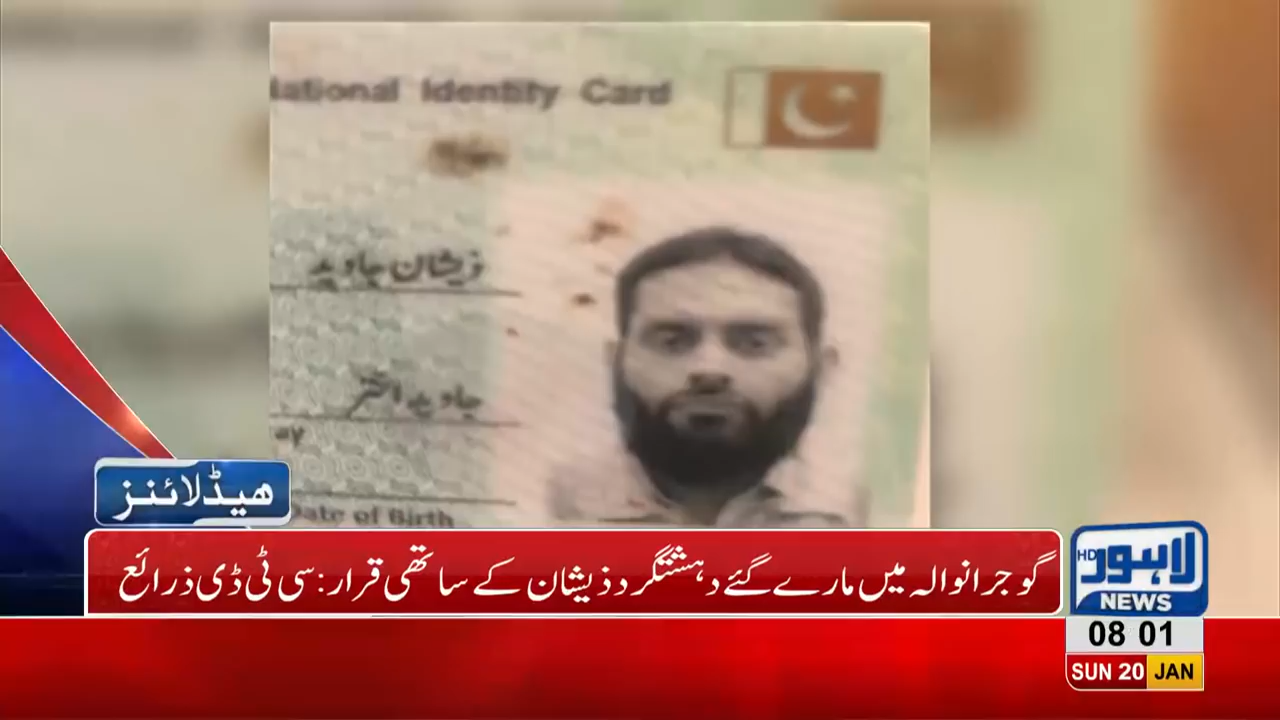 National Identity Card
ذیشان جاوید
جاوید اختر
Date of Birth
ھیڈلائنز
گوجرانوالہ میں مارے گئے دہشتگرد ذیشان کے ساتھی قرار: سی ٹی ڈی ذرائع
لاہور HD
NEWS
08 01
SUN 20 JAN